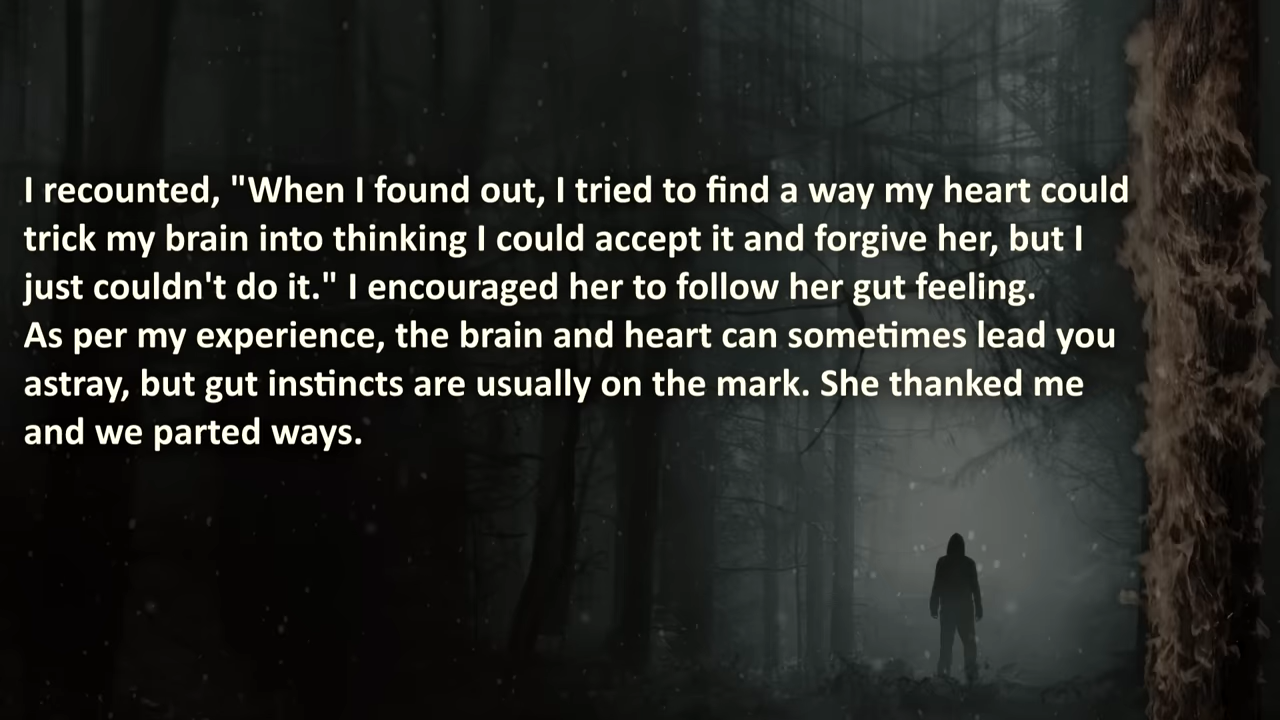 I recounted, "When I found out, I tried to find a way my heart could
trick my brain into thinking I could accept it and forgive her, but I
just couldn't do it." I encouraged her to follow her gut feeling.
As per my experience, the brain and heart can sometimes lead you
astray, but gut instincts are usually on the mark. She thanked me
and we parted ways.